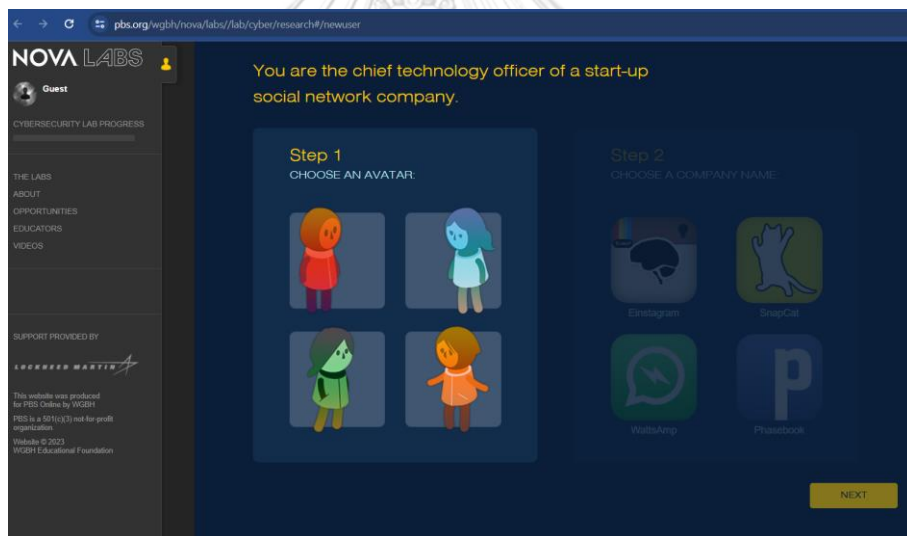 pbs.org/wgbh/nova/labs//lab/cyber/research#/newuser
NOVA LABS
Guest
CYBERSECURITY LAB PROGRESS
THE LABS
ABOUT
OPPORTUNITIES
EDUCATORS
VIDEOS
SUPPORT PROVIDED BY
LOCKHEED MARTIN
This website was produced
for PBS Online by WGBH
PBS is a 501(c)(3) not-for-profit
organization
Website © 2023
WGBH Educational Foundation
You are the chief technology officer of a start-up
social network company.
Step 1
CHOOSE AN AVATAR:
Step 2
CHOOSE A COMPANY NAME:
Einstagram
SnapCat
WattsAmp
p
Phasebook
NEXT